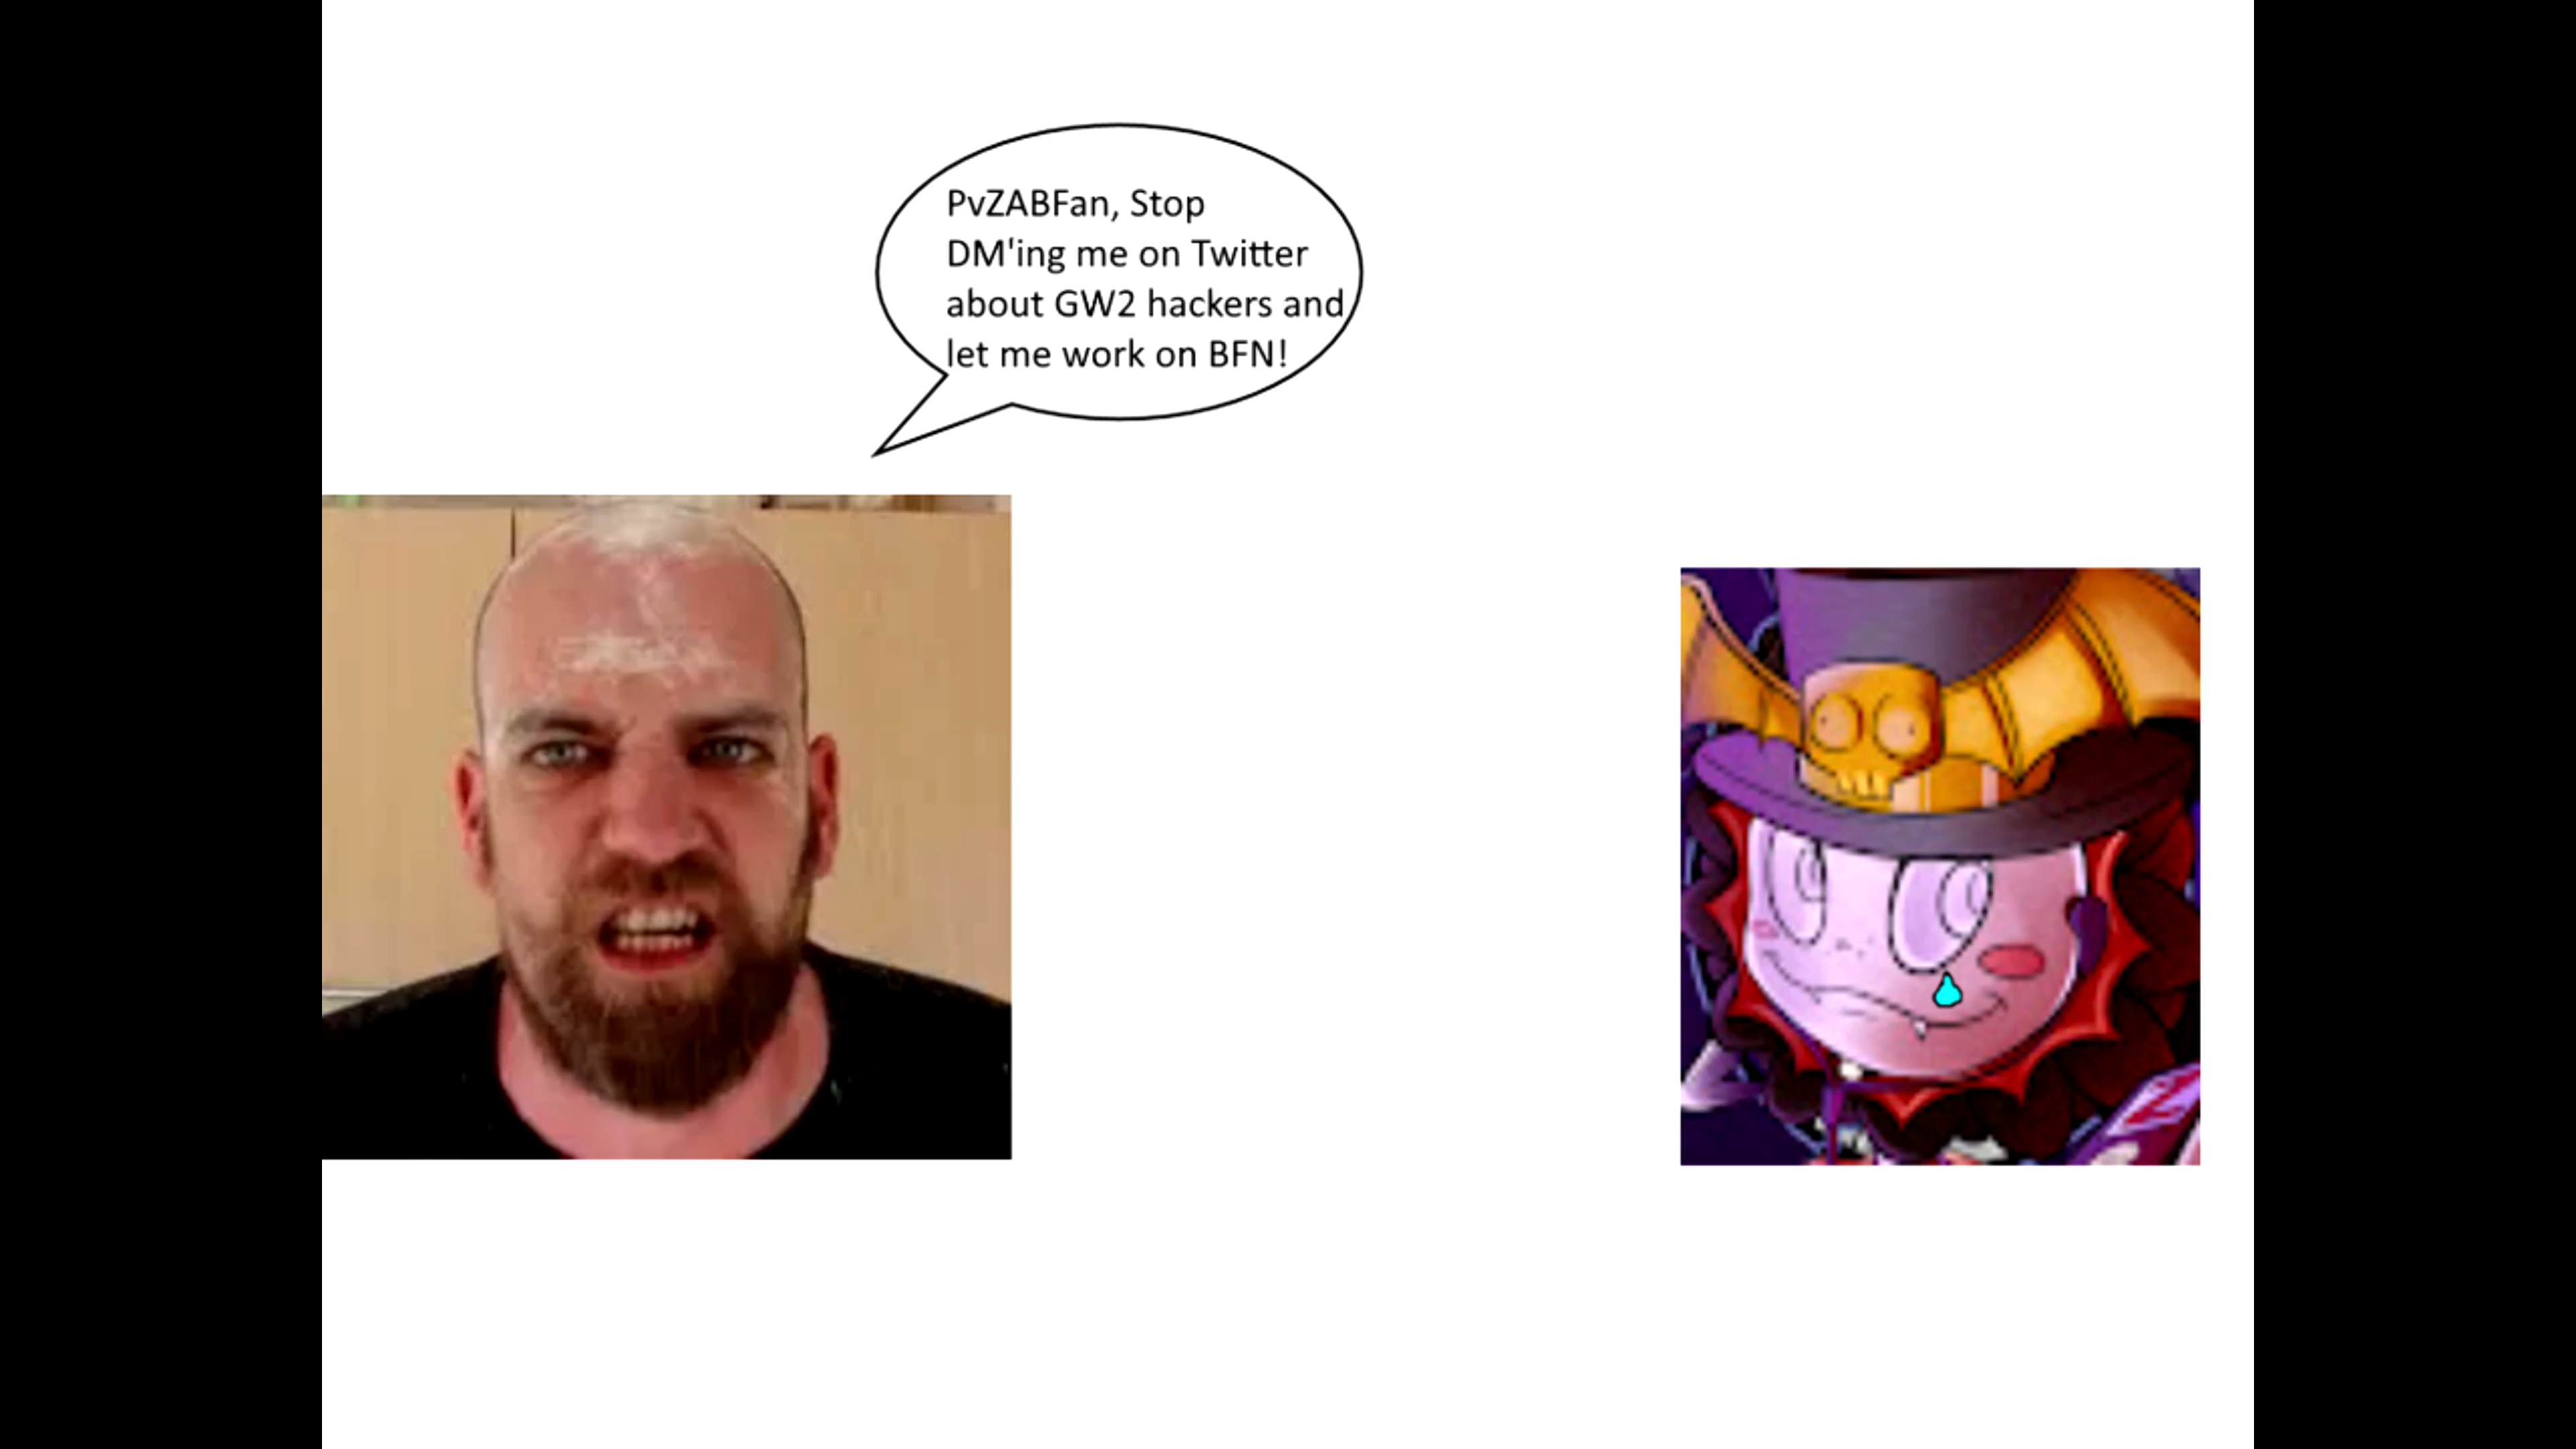 PvZABFan, Stop
DM'ing me on Twitter
about GW2 hackers and
let me work on BFN!